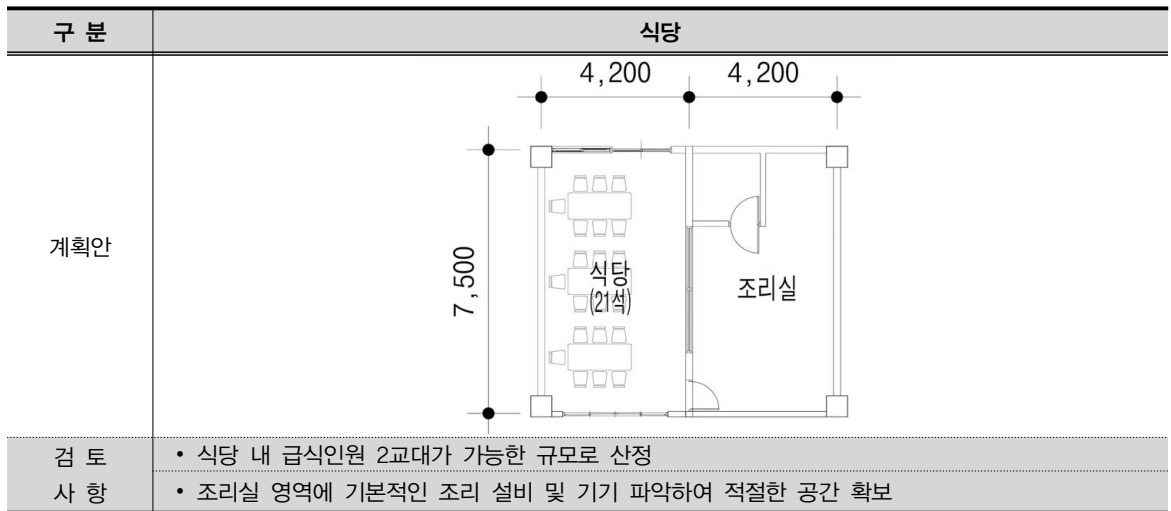 구 분 식당
4,200 4,200
계획안
7,500
식당
(21석)
조리실
검 토 • 식당 내 급식인원 2교대가 가능한 규모로 산정
사 항 • 조리실 영역에 기본적인 조리 설비 및 기기 파악하여 적절한 공간 확보